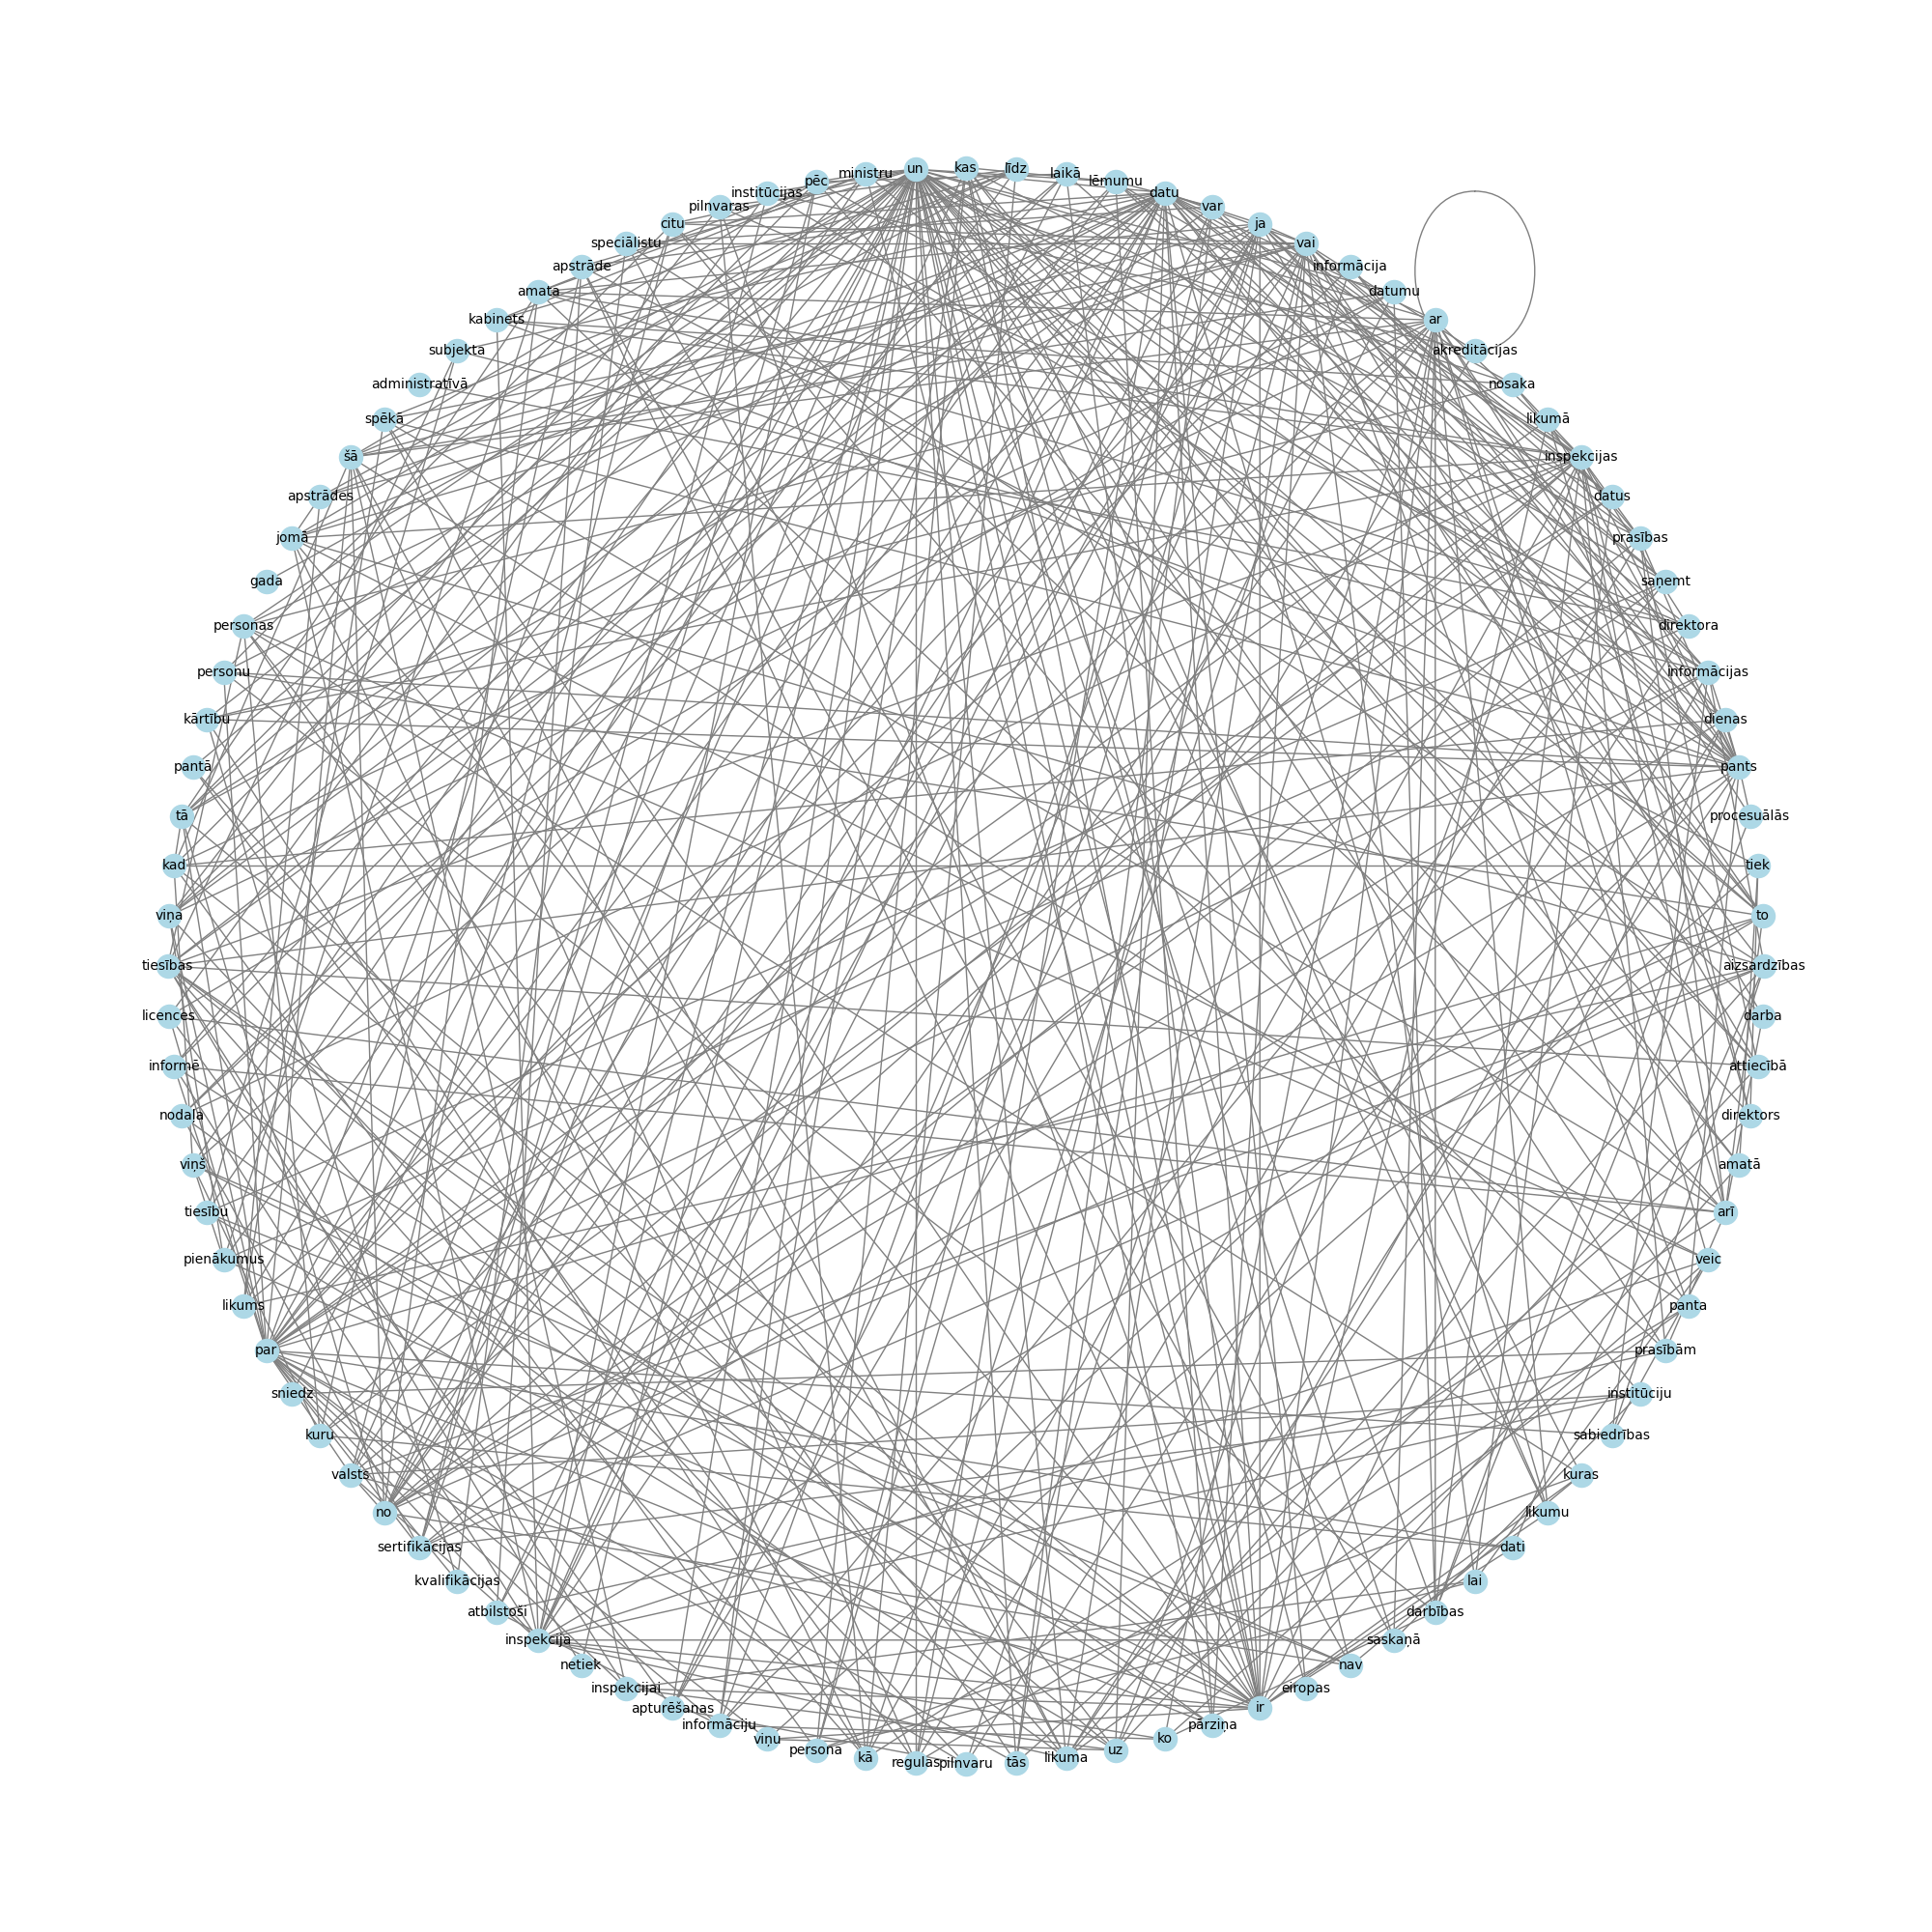 kas
līdz
laikā
lēmumu
datu
var
ja
vai
informācija
datumu
ar
akreditācijas
nosaka
likumā
inspekcijas
datus
prasības
saņemt
direktora
informācijas
dienas
pants
procesuālās
tiek
to
aizsardzības
darba
attiecībā
direktors
amatā
arī
veic
panta
prasībām
institūciju
sabiedrības
kuras
likumu
dati
lai
darbības
saskaņā
nav
eiropas
ir
pārziņa
ko
uz
likuma
tās
pilnvaru
regulas
kā
persona
viņu
informāciju
apturēšanas
inspekcijai
netiek
inspekcija
atbilstoši
kvalifikācijas
sertifikācijas
no
valsts
kuru
sniedz
par
likums
pienākumus
tiesību
viņš
nodaļa
informē
licences
tiesības
viņa
kad
tā
pantā
kārtību
personu
personas
gada
jomā
apstrādes
šā
spēkā
administratīvā
subjekta
kabinets
amata
apstrāde
speciālistu
citu
pilnvaras
institūcijas
pēc
ministru
un